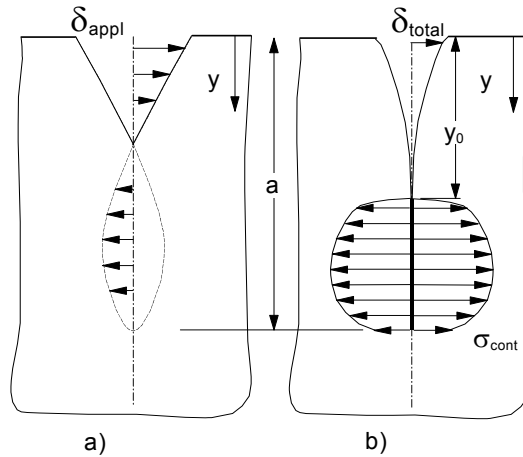 δappl
δtotal
y
a
y
y0
σcont
a)
b)